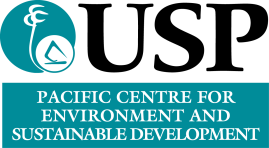 USP
PACIFIC CENTRE FOR
ENVIRONMENT AND
SUSTAINABLE DEVELOPMENT